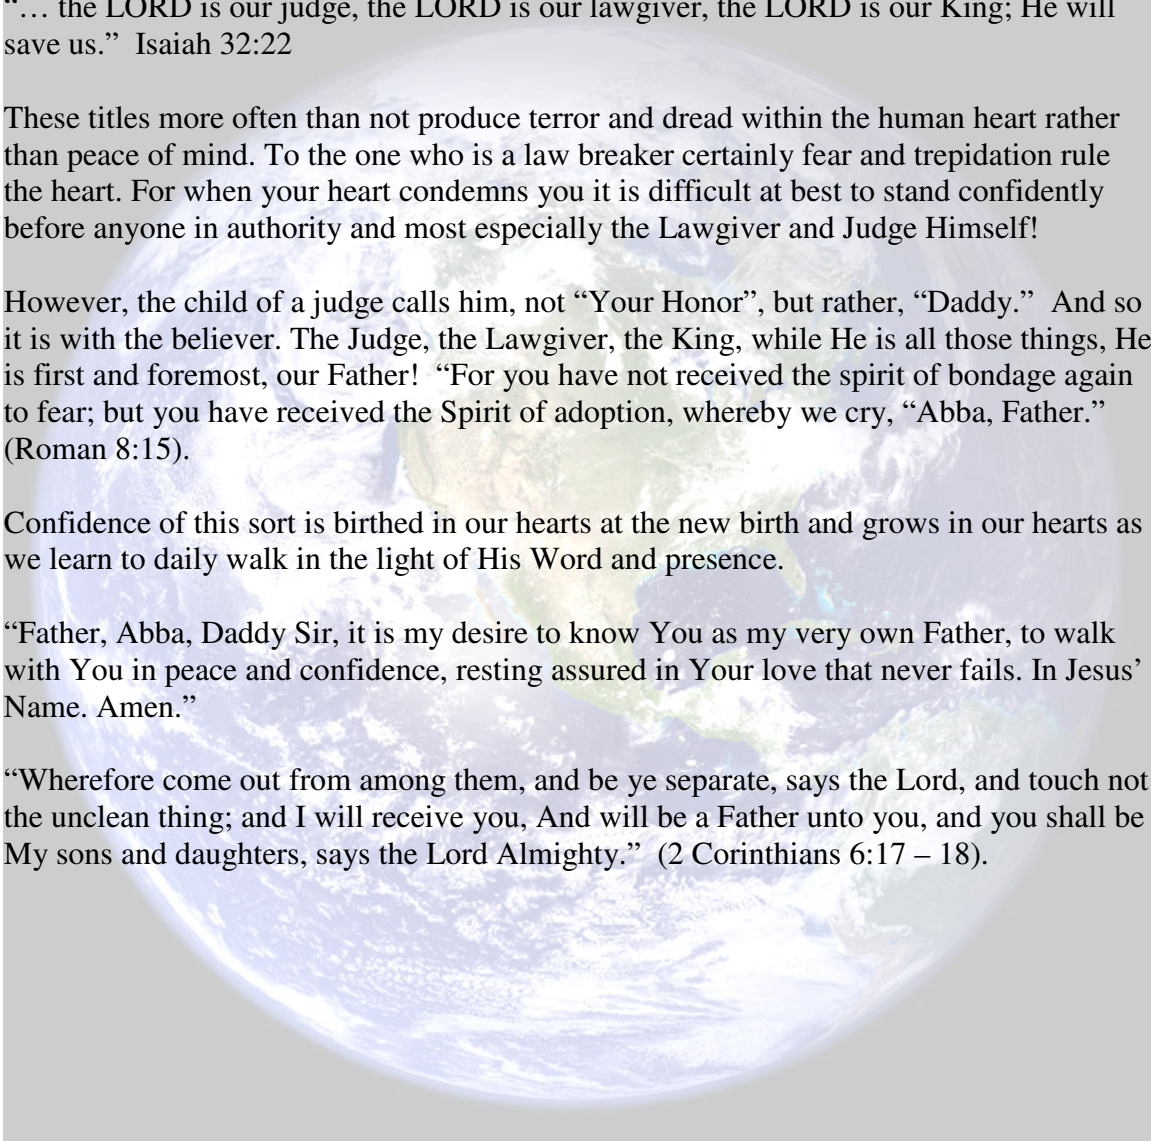 “… the LORD is our judge, the LORD is our lawgiver, the LORD is our King; He will
save us.”  Isaiah 32:22
These titles more often than not produce terror and dread within the human heart rather
than peace of mind. To the one who is a law breaker certainly fear and trepidation rule
the heart. For when your heart condemns you it is difficult at best to stand confidently
before anyone in authority and most especially the Lawgiver and Judge Himself!
However, the child of a judge calls him, not “Your Honor”, but rather, “Daddy.”  And so
it is with the believer. The Judge, the Lawgiver, the King, while He is all those things, He
is first and foremost, our Father!  “For you have not received the spirit of bondage again
to fear; but you have received the Spirit of adoption, whereby we cry, “Abba, Father.”
(Roman 8:15).
Confidence of this sort is birthed in our hearts at the new birth and grows in our hearts as
we learn to daily walk in the light of His Word and presence.
“Father, Abba, Daddy Sir, it is my desire to know You as my very own Father, to walk
with You in peace and confidence, resting assured in Your love that never fails. In Jesus’
Name. Amen.”
“Wherefore come out from among them, and be ye separate, says the Lord, and touch not
the unclean thing; and I will receive you, And will be a Father unto you, and you shall be
My sons and daughters, says the Lord Almighty.”  (2 Corinthians 6:17 – 18).